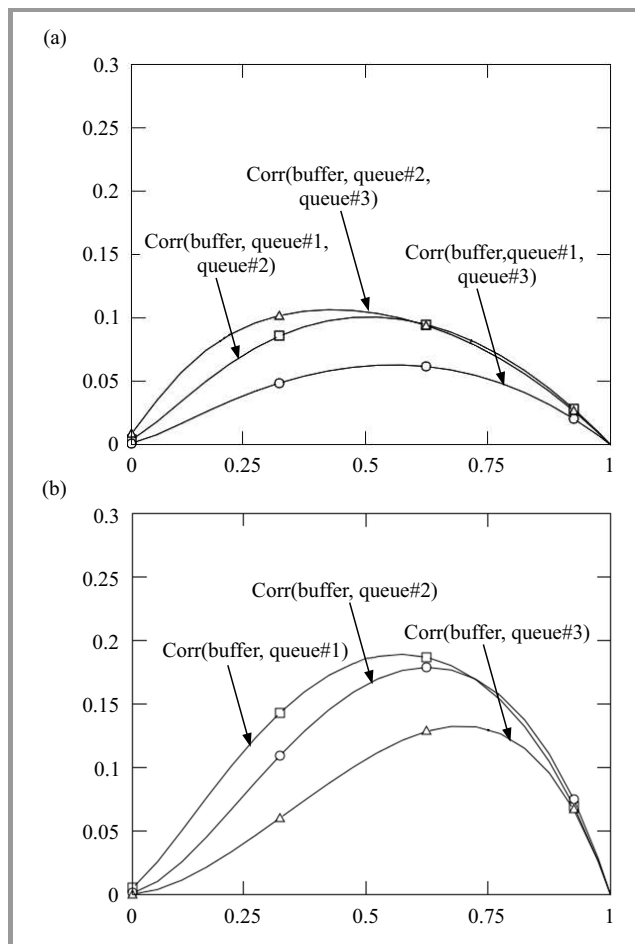 (a)
0.3
0.25
0.2
Corr(buffer, queue#2,
queue#3)
0.15
Corr(buffer, queue#1,
queue#2)
Corr(buffer,queue#1,
queue#3)
0.1
0.05
0
0 0.25 0.5 0.75 1
(b)
0.3
0.25
Corr(buffer, queue#2)
0.2
Corr(buffer, queue#3)
Corr(buffer, queue#1)
0.15
0.1
0.05
0
0 0.25 0.5 0.75 1